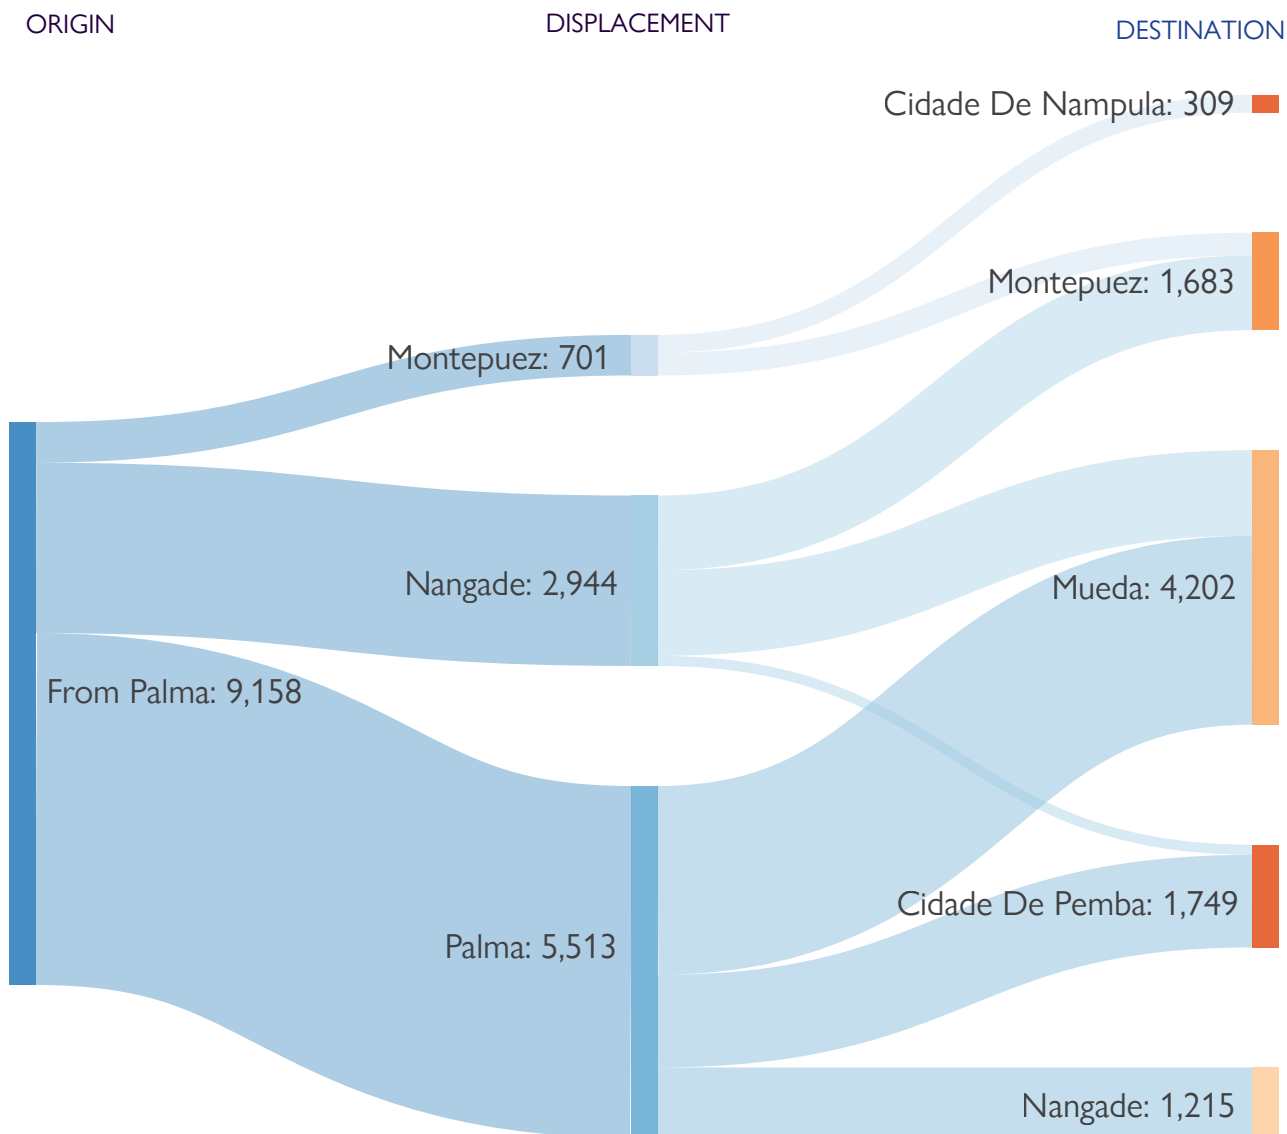 ORIGIN
DISPLACEMENT
DESTINATION
Cidade De Nampula: 309
Montepuez: 1,683
Montepuez: 701
Nangade: 2,944
Mueda: 4,202
From Palma: 9,158
Cidade De Pemba: 1,749
Palma: 5,513
Nangade: 1,215